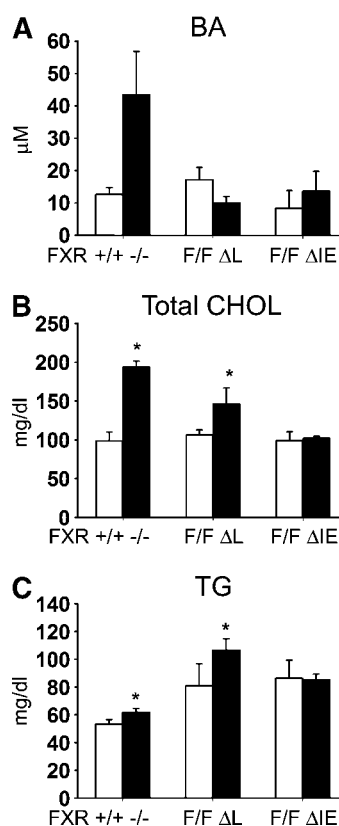 A BA
60
50
40
30
20
10
0
μM
FXR +/+ -/- F/F ΔL F/F ΔIE
B Total CHOL
250
200
150
100
50
0
mg/dl
* *
FXR +/+ -/- F/F ΔL F/F ΔIE
C TG
140
120
100
80
60
40
20
0
mg/dl
* *
FXR +/+ -/- F/F ΔL F/F ΔIE